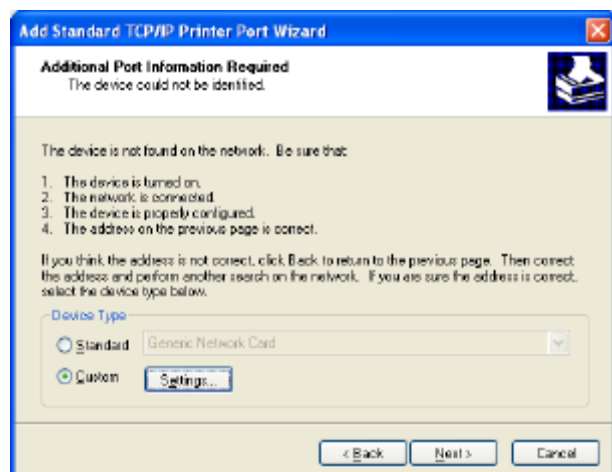 Add Standard TCP/IP Printer Port Wizard
Additional Port Information Required
The device could not be identified.
The device is not found on the network. Be sure that:
1. The device is turned on.
2. The network is connected.
3. The device is properly configured.
4. The address on the previous page is correct.
If you think the address is not correct, click Back to return to the previous page. Then correct
the address and perform another search on the network. If you are sure the address is correct,
select the device type below.
Device Type
Standard
Generic Network Card
Custom
Settings...
< Back
Next >
Cancel